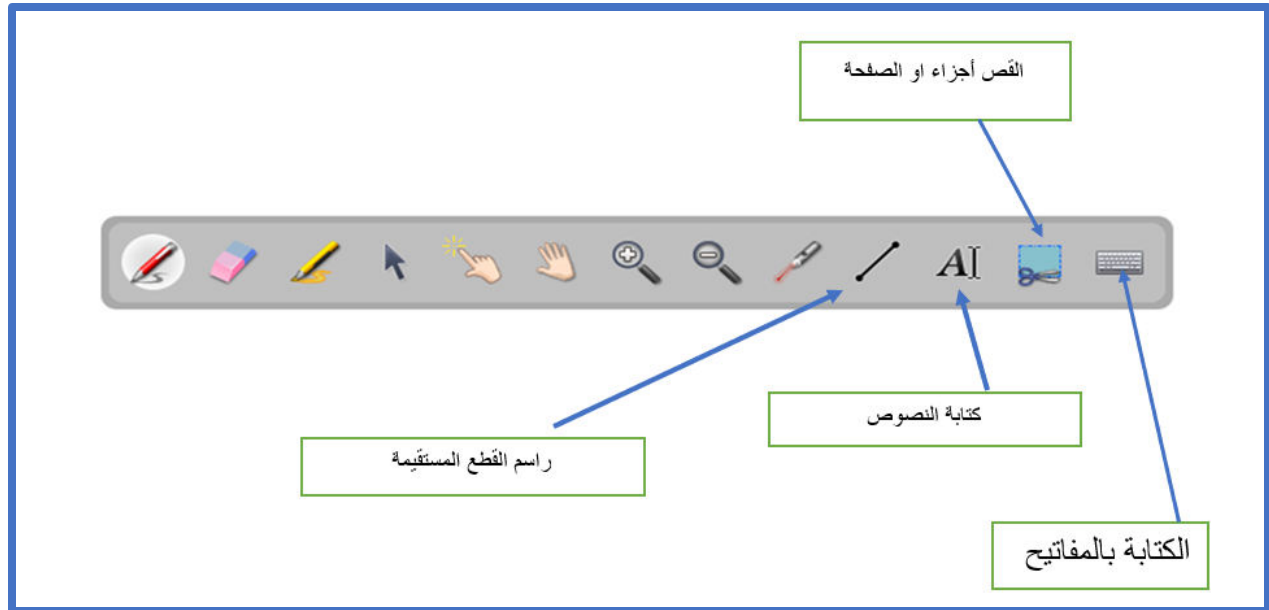 القص أجزاء او الصفحة
كتابة النصوص
راسم القطع المستقيمة
الكتابة بالمفاتيح